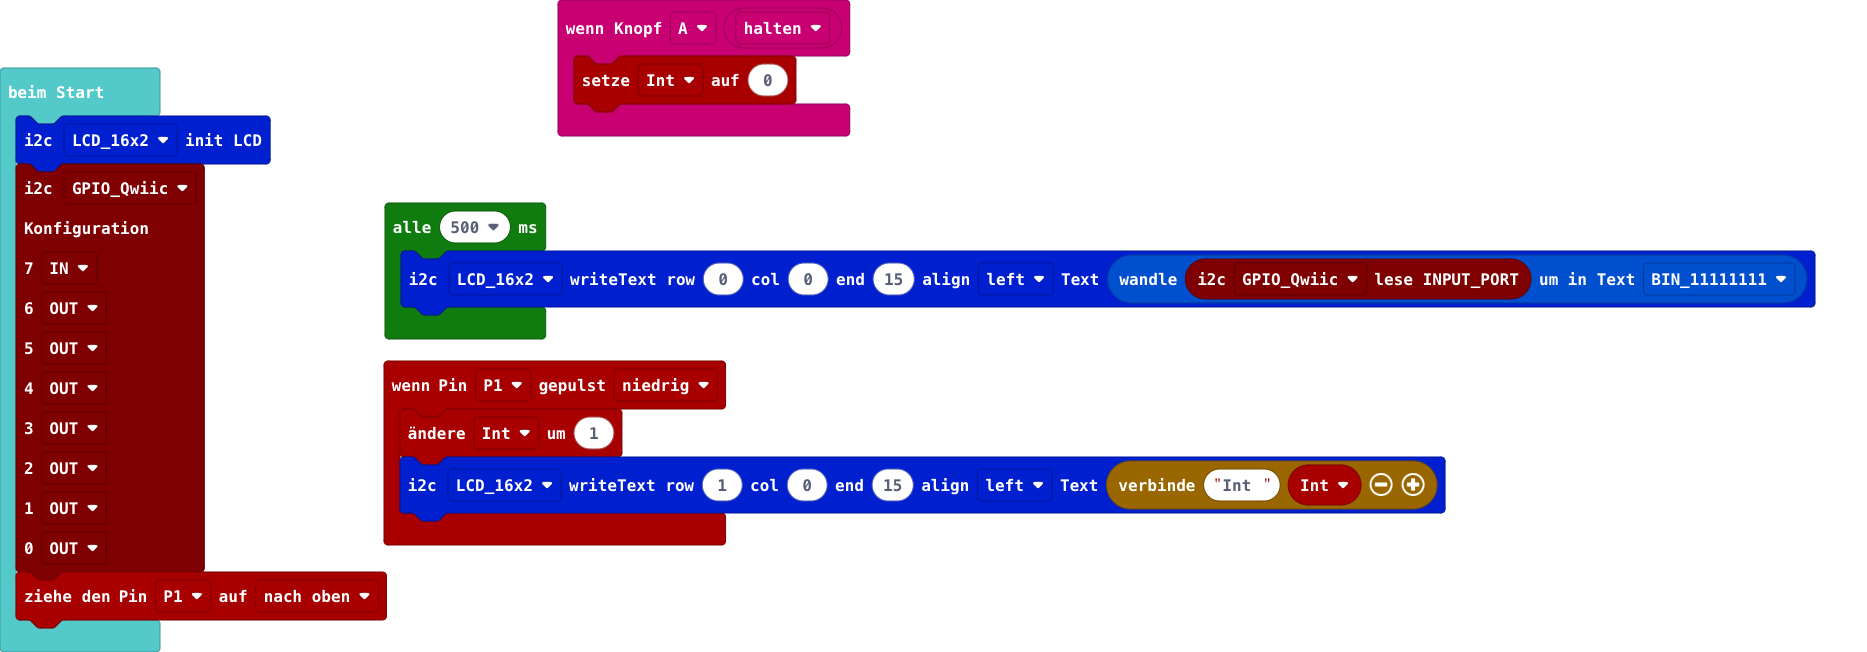 wenn Knopf A halten
setze Int auf 0
beim Start
i2c LCD_16x2 init LCD
i2c GPIO_Qwiic
Konfiguration
7 IN
6 OUT
5 OUT
4 OUT
3 OUT
2 OUT
1 OUT
0 OUT
ziehe den Pin P1 auf nach oben
alle 500 ms
i2c LCD_16x2 writeText row 0 col 0 end 15 align left Text wandle i2c GPIO_Qwiic lese INPUT_PORT um in Text BIN_11111111
wenn Pin P1 gepulst niedrig
ändere Int um 1
i2c LCD_16x2 writeText row 1 col 0 end 15 align left Text verbinde "Int " Int